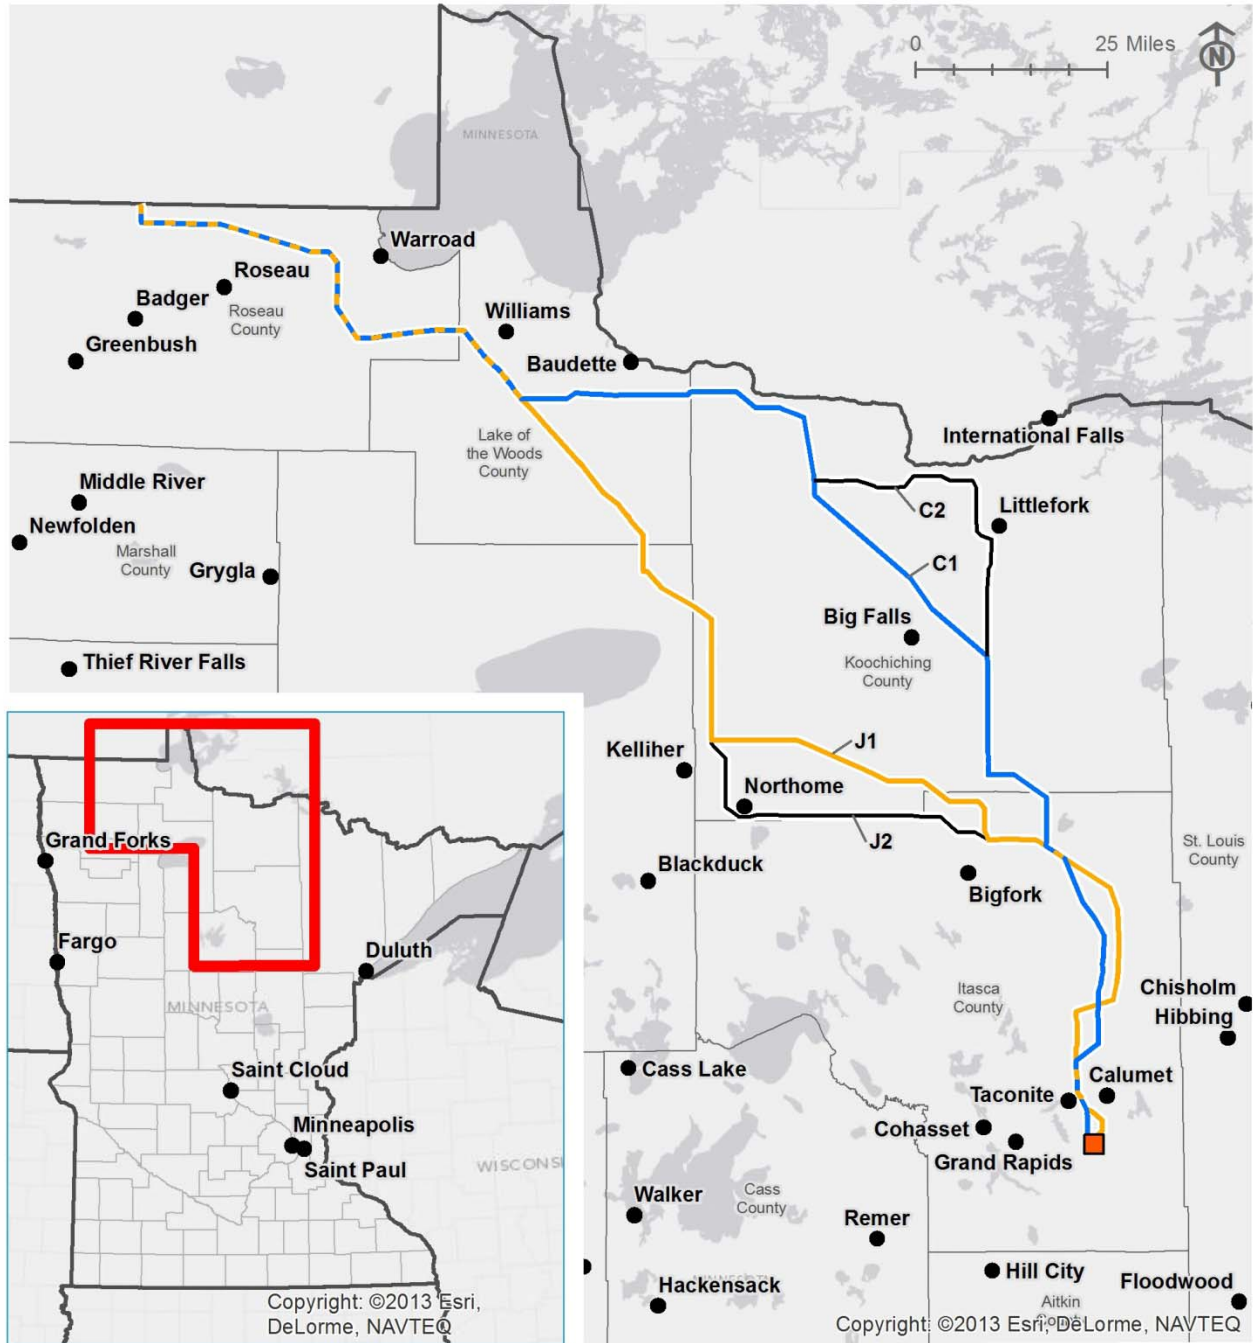 0
25 Miles
N
MINNESOTA
Warroad
Roseau
Badger
Roseau
County
Greenbush
Williams
Baudette
Lake of
the Woods
County
International Falls
Middle River
Newfolden
Marshall
County
Grygla
C2
Littlefork
C1
Big Falls
Koochiching
County
Thief River Falls
Kelliher
J1
Northome
J2
St. Louis
County
Blackduck
Bigfork
Itasca
County
Chisholm
Hibbing
Cass Lake
Calumet
Taconite
Cohasset
Grand Rapids
Walker
Cass
County
Remer
Hill City
Floodwood
Hackensack
Aitkin
Copyright: ©2013 Esri, DeLorme, NAVTEQ
Grand Forks
Fargo
Duluth
MINNESOTA
Saint Cloud
Minneapolis
Saint Paul
WISCONSI
Copyright: ©2013 Esri,
DeLorme, NAVTEQ